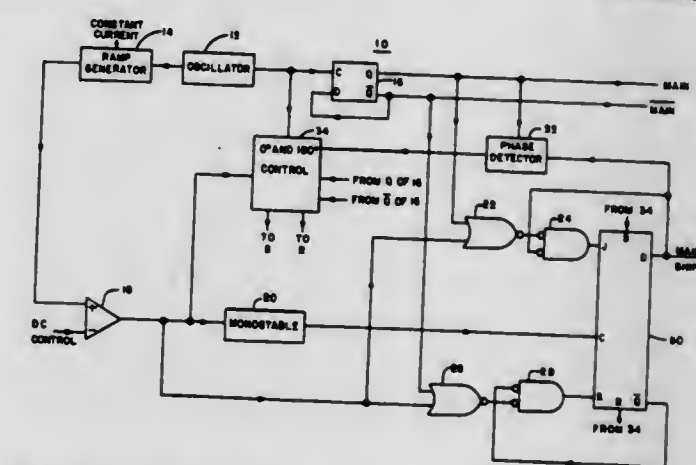 CONSTANT
CURRENT
14
12
10
RAMP
GENERATOR
OSCILLATOR
C Q
16
D Q̅
MAIN
MAIN
34
32
0° AND 180°
CONTROL
PHASE
DETECTOR
FROM Q OF 16
FROM Q̅ OF 16
22
24
FROM 34
TO
TO
R
S
J
Q
MAIN
18
+
−
DC
CONTROL
20
MONOSTABLE
C
28
R
Q̅
FROM 34